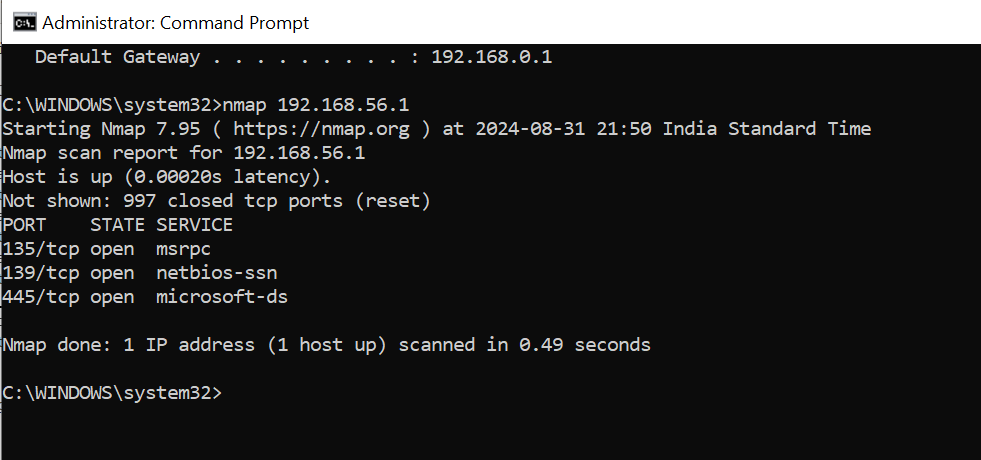 Administrator: Command Prompt
Default Gateway . . . . . . . . . : 192.168.0.1
C:\WINDOWS\system32>nmap 192.168.56.1
Starting Nmap 7.95 ( https://nmap.org ) at 2024-08-31 21:50 India Standard Time
Nmap scan report for 192.168.56.1
Host is up (0.00020s latency).
Not shown: 997 closed tcp ports (reset)
PORT    STATE SERVICE
135/tcp open  msrpc
139/tcp open  netbios-ssn
445/tcp open  microsoft-ds
Nmap done: 1 IP address (1 host up) scanned in 0.49 seconds
C:\WINDOWS\system32>